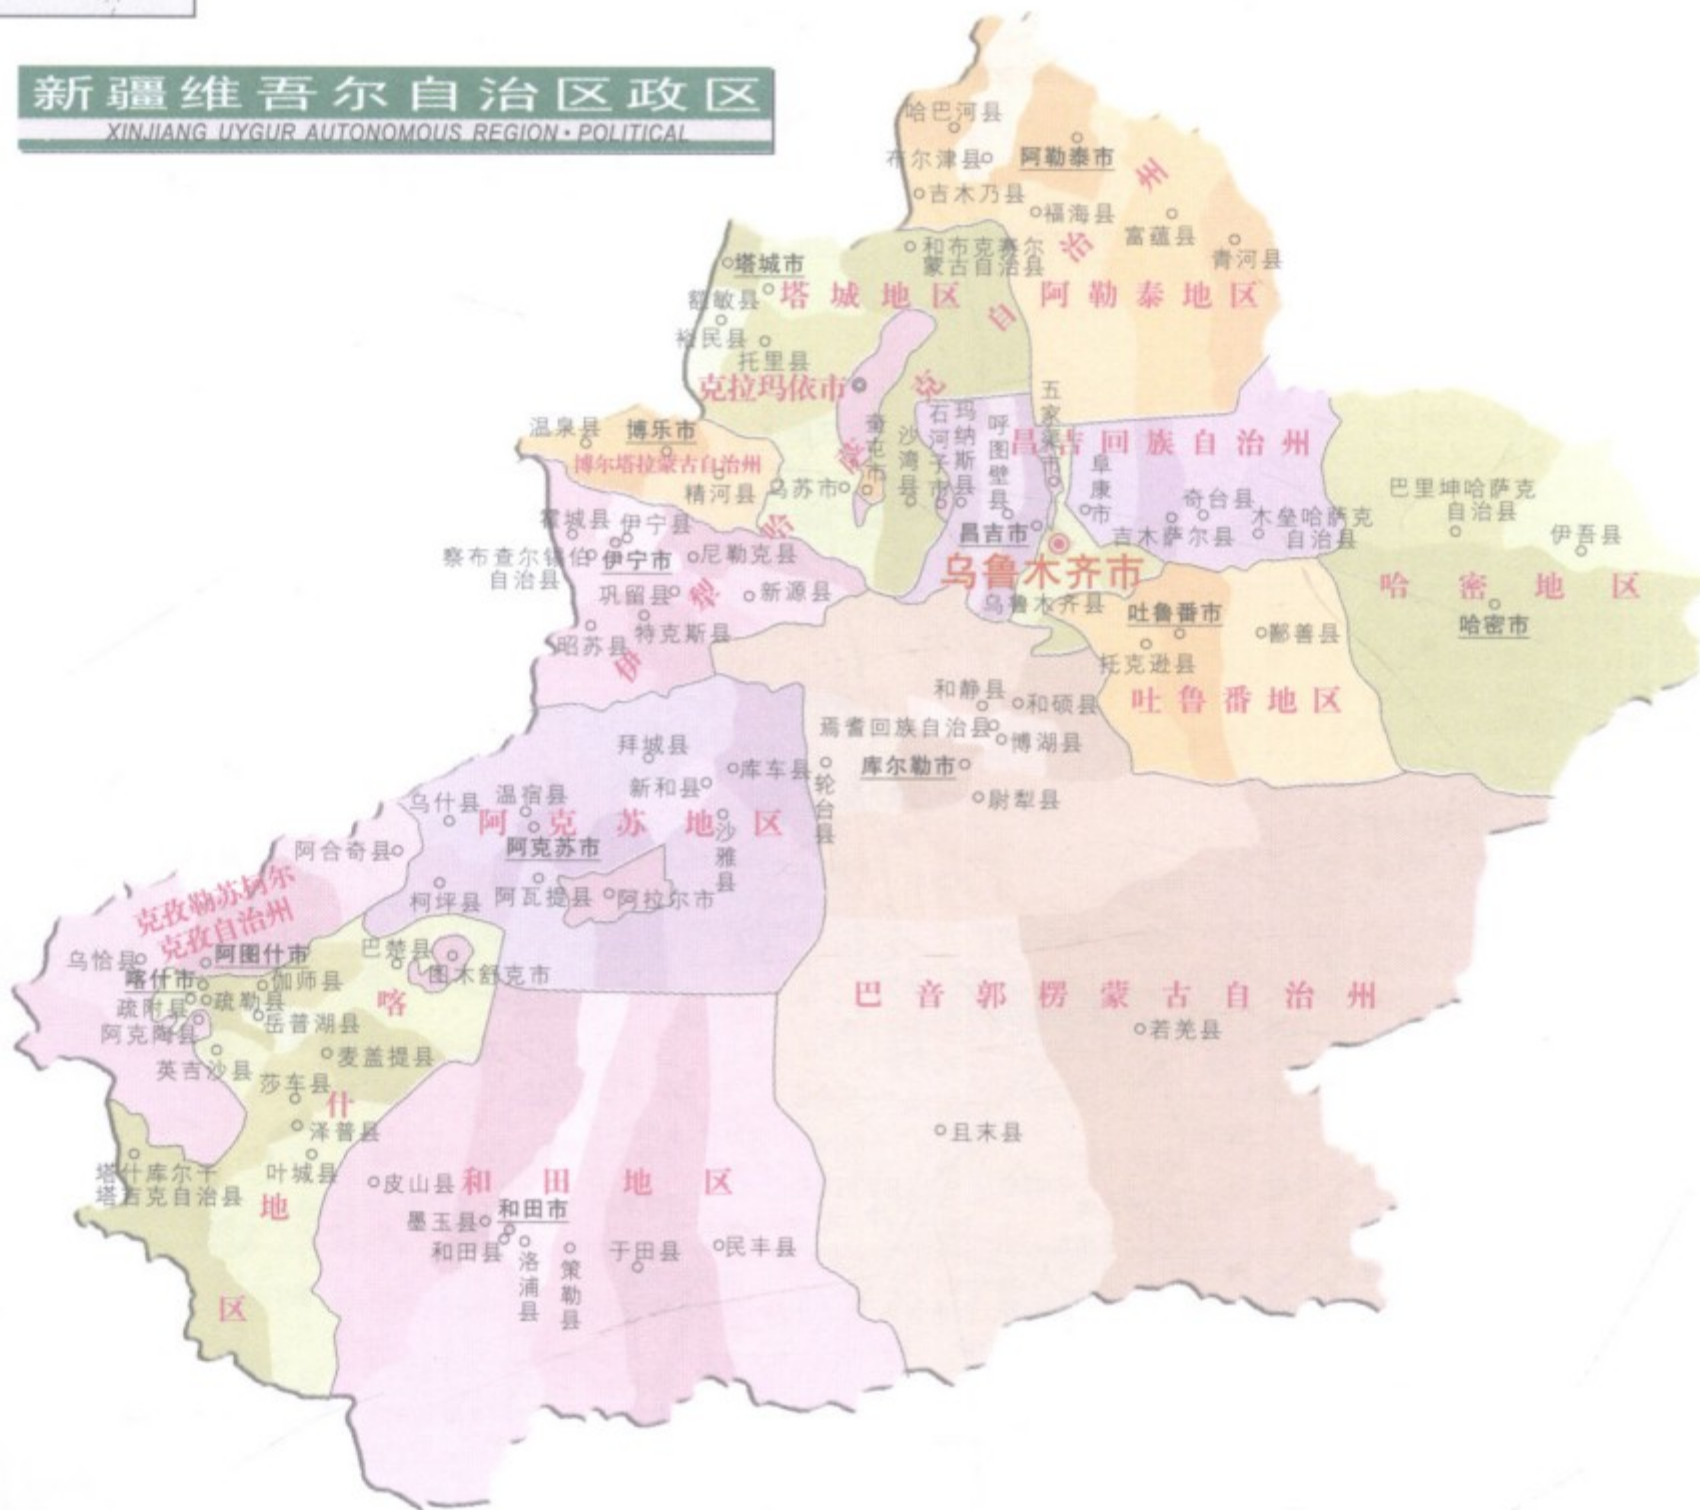 新疆维吾尔自治区政区
XINJIANG UYGUR AUTONOMOUS REGION·POLITICAL
哈巴河县
布尔津县
阿勒泰市
吉木乃县
福海县
富蕴县
青河县
和布克赛尔
蒙古自治县
塔城市
额敏县
塔城地区
阿勒泰地区
裕民县
托里县
克拉玛依市
伊犁哈萨克自治州
温泉县
博乐市
博尔塔拉蒙古自治州
精河县
乌苏市
奎屯市
沙湾县
石河子市
玛纳斯县
呼图壁县
五家渠市
昌吉回族自治州
昌吉市
阜康市
吉木萨尔县
奇台县
木垒哈萨克
自治县
巴里坤哈萨克
自治县
伊吾县
哈密地区
哈密市
霍城县
伊宁县
察布查尔锡伯
自治县
伊宁市
尼勒克县
巩留县
新源县
特克斯县
昭苏县
乌鲁木齐市
乌鲁木齐县
吐鲁番市
鄯善县
托克逊县
吐鲁番地区
和静县
和硕县
焉耆回族自治县
博湖县
库尔勒市
尉犁县
轮台县
拜城县
库车县
新和县
沙雅县
乌什县
温宿县
阿克苏地区
阿克苏市
阿合奇县
柯坪县
阿瓦提县
阿拉尔市
克孜勒苏柯尔
克孜自治州
阿图什市
乌恰县
喀什市
伽师县
疏附县
疏勒县
阿克陶县
岳普湖县
巴楚县
图木舒克市
英吉沙县
麦盖提县
莎车县
泽普县
叶城县
塔什库尔干
塔吉克自治县
喀什地区
巴音郭楞蒙古自治州
若羌县
且末县
和田地区
皮山县
和田市
墨玉县
和田县
洛浦县
策勒县
于田县
民丰县